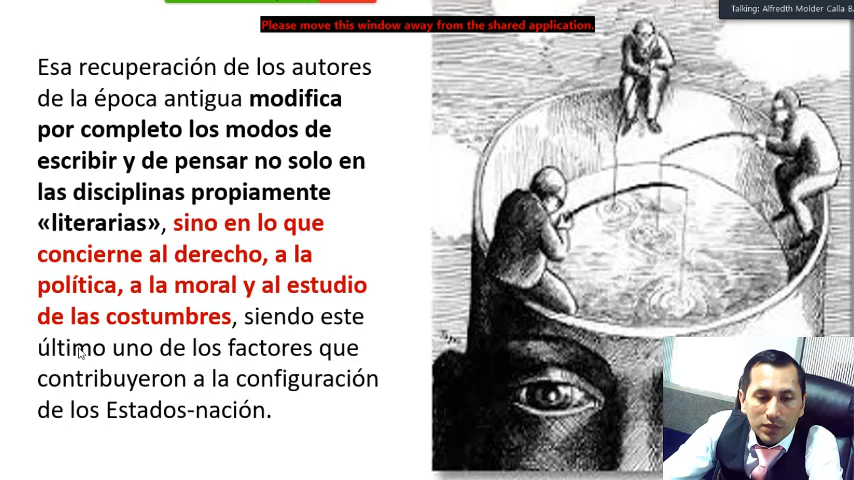 Please move this window away from the shared application.
Talking: Alfredth Molder Calla B.
Esa recuperación de los autores
de la época antigua modifica
por completo los modos de
escribir y de pensar no solo en
las disciplinas propiamente
«literarias», sino en lo que
concierne al derecho, a la
política, a la moral y al estudio
de las costumbres, siendo este
último uno de los factores que
contribuyeron a la configuración
de los Estados-nación.